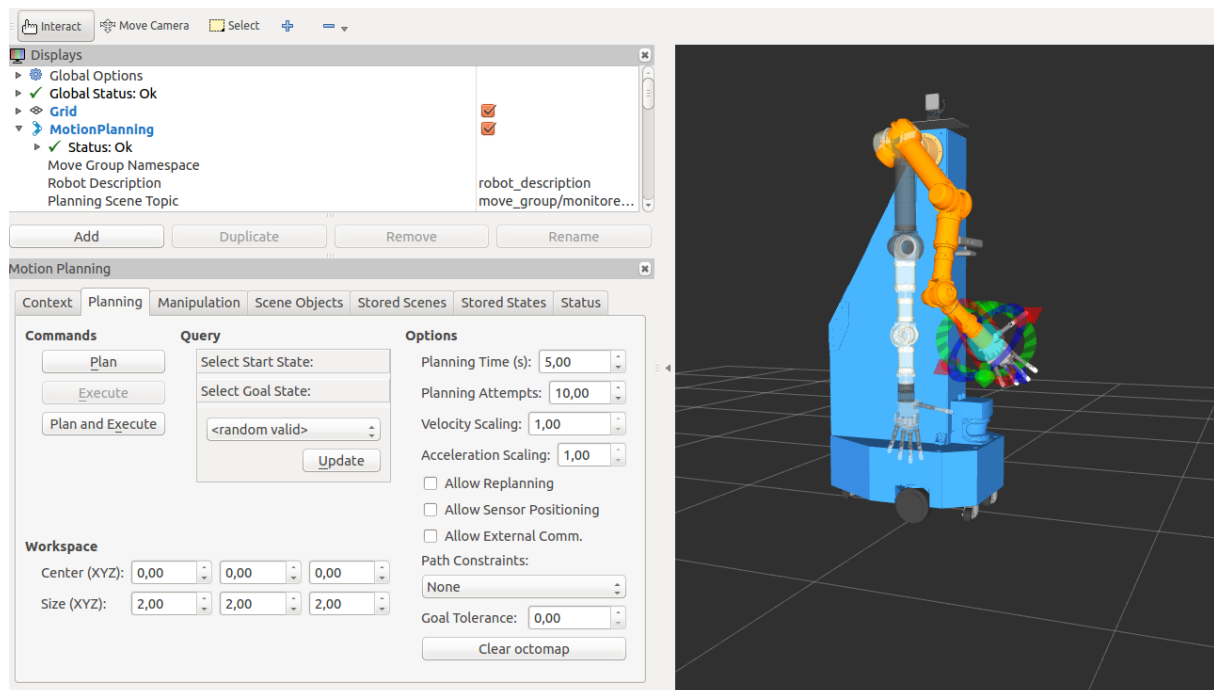 Interact Move Camera Select
Displays
Global Options
Global Status: Ok
Grid
MotionPlanning
Status: Ok
Move Group Namespace
Robot Description robot_description
Planning Scene Topic move_group/monitore...
Add Duplicate Remove Rename
Motion Planning
Context Planning Manipulation Scene Objects Stored Scenes Stored States Status
Commands Query Options
Plan Select Start State: Planning Time (s): 5,00
Execute Select Goal State: Planning Attempts: 10,00
Plan and Execute <random valid> Velocity Scaling: 1,00
Update Acceleration Scaling: 1,00
Allow Replanning
Allow Sensor Positioning
Allow External Comm.
Workspace Path Constraints:
Center (XYZ): 0,00 0,00 0,00 None
Size (XYZ): 2,00 2,00 2,00 Goal Tolerance: 0,00
Clear octomap